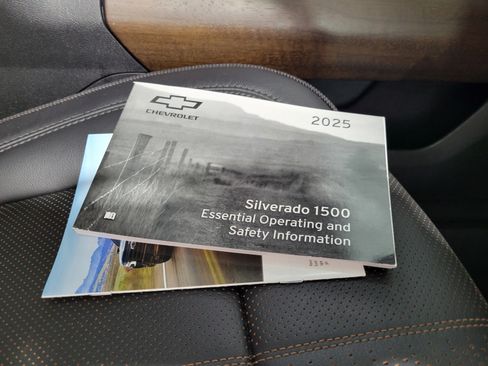 CHEVROLET
2025
Silverado 1500
Essential Operating and
Safety Information